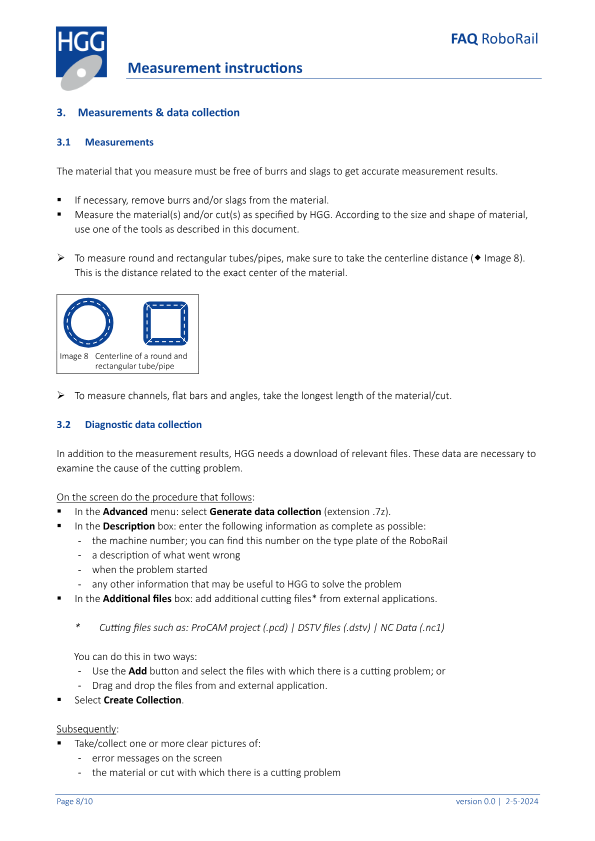 HGG
FAQ RoboRail
Measurement instructions
3. Measurements & data collection
3.1 Measurements
The material that you measure must be free of burrs and slags to get accurate measurement results.
▪ If necessary, remove burrs and/or slags from the material.
▪ Measure the material(s) and/or cut(s) as specified by HGG. According to the size and shape of material,
use one of the tools as described in this document.
➢ To measure round and rectangular tubes/pipes, make sure to take the centerline distance (◆ Image 8).
This is the distance related to the exact center of the material.
Image 8 Centerline of a round and
rectangular tube/pipe
➢ To measure channels, flat bars and angles, take the longest length of the material/cut.
3.2 Diagnostic data collection
In addition to the measurement results, HGG needs a download of relevant files. These data are necessary to
examine the cause of the cutting problem.
On the screen do the procedure that follows:
▪ In the Advanced menu: select Generate data collection (extension .7z).
▪ In the Description box: enter the following information as complete as possible:
- the machine number; you can find this number on the type plate of the RoboRail
- a description of what went wrong
- when the problem started
- any other information that may be useful to HGG to solve the problem
▪ In the Additional files box: add additional cutting files* from external applications.
* Cutting files such as: ProCAM project (.pcd) | DSTV files (.dstv) | NC Data (.nc1)
You can do this in two ways:
- Use the Add button and select the files with which there is a cutting problem; or
- Drag and drop the files from and external application.
▪ Select Create Collection.
Subsequently:
▪ Take/collect one or more clear pictures of:
- error messages on the screen
- the material or cut with which there is a cutting problem
Page 8/10
version 0.0 | 2-5-2024